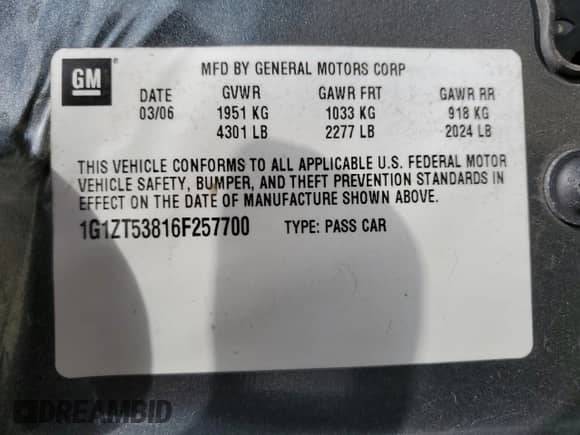 GM
MFD BY GENERAL MOTORS CORP
DATE GVWR GAWR FRT GAWR RR
03/06 1951 KG 1033 KG 918 KG
4301 LB 2277 LB 2024 LB
THIS VEHICLE CONFORMS TO ALL APPLICABLE U.S. FEDERAL MOTOR
VEHICLE SAFETY, BUMPER, AND THEFT PREVENTION STANDARDS IN
EFFECT ON THE DATE OF MANUFACTURE SHOWN ABOVE.
1G1ZT53816F257700 TYPE: PASS CAR
DREAMBID